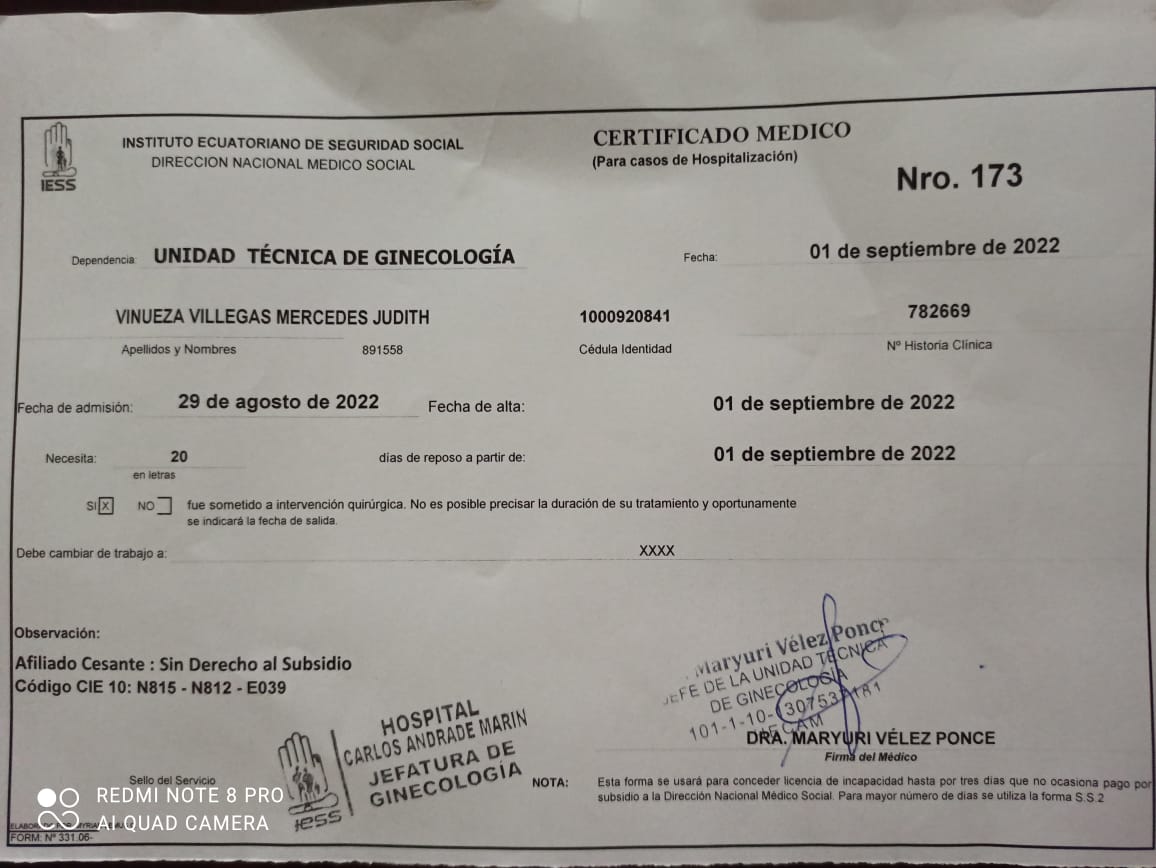 INSTITUTO ECUATORIANO DE SEGURIDAD SOCIAL
DIRECCION NACIONAL MEDICO SOCIAL
IESS
CERTIFICADO MEDICO
(Para casos de Hospitalización)
Nro. 173
Dependencia: UNIDAD TÉCNICA DE GINECOLOGÍA Fecha: 01 de septiembre de 2022
VINUEZA VILLEGAS MERCEDES JUDITH 1000920841 782669
Apellidos y Nombres 891558 Cédula Identidad Nº Historia Clínica
Fecha de admisión: 29 de agosto de 2022 Fecha de alta: 01 de septiembre de 2022
Necesita: 20 dias de reposo a partir de: 01 de septiembre de 2022
en letras
SI X NO fue sometido a intervención quirúrgica. No es posible precisar la duración de su tratamiento y oportunamente
se indicará la fecha de salida.
Debe cambiar de trabajo a: XXXX
Observación:
Afiliado Cesante : Sin Derecho al Subsidio
Código CIE 10: N815 - N812 - E039
Maryuri Vélez Ponce
JEFE DE LA UNIDAD TÉCNICA
DE GINECOLOGÍA
101-1-10-
DRA. MARYURI VÉLEZ PONCE
Firma del Médico
HOSPITAL
CARLOS ANDRADE MARIN
JEFATURA DE
GINECOLOGÍA
IESS
Sello del Servicio
NOTA: Esta forma se usará para conceder licencia de incapacidad hasta por tres días que no ocasiona pago por
subsidio a la Dirección Nacional Médico Social. Para mayor número de dias se utiliza la forma S.S.2
REDMI NOTE 8 PRO
AI QUAD CAMERA
FORM. Nº 331.06-